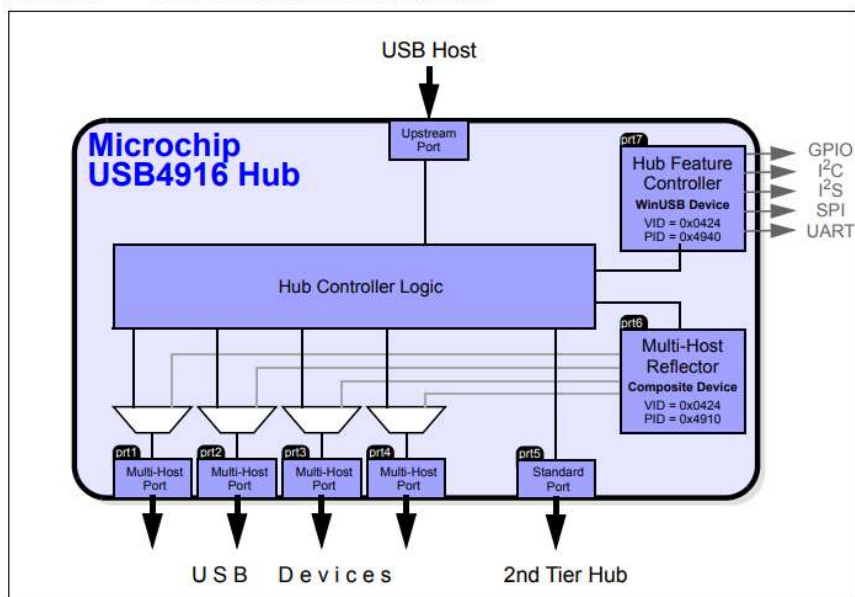 USB Host
Microchip
USB4916 Hub
Upstream
Port
prt7
Hub Feature
Controller
WinUSB Device
VID = 0x0424
PID = 0x4940
GPIO
I²C
I²S
SPI
UART
Hub Controller Logic
prt6
Multi-Host
Reflector
Composite Device
VID = 0x0424
PID = 0x4910
prt1
Multi-Host
Port
prt2
Multi-Host
Port
prt3
Multi-Host
Port
prt4
Multi-Host
Port
prt5
Standard
Port
USB Devices
2nd Tier Hub